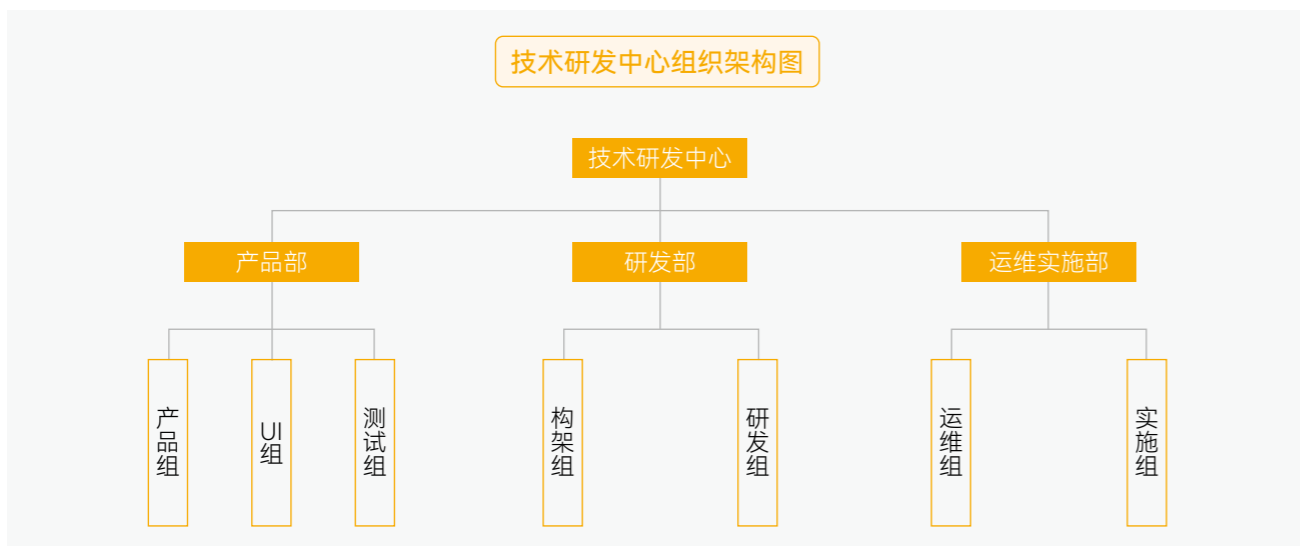 技术研发中心组织架构图
技术研发中心
产品部
研发部
运维实施部
产品组
UI组
测试组
构架组
研发组
运维组
实施组